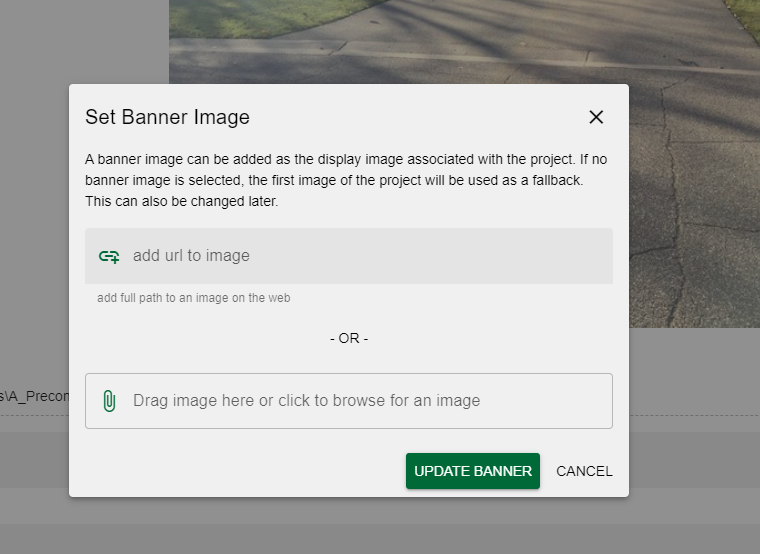 Set Banner Image
A banner image can be added as the display image associated with the project. If no
banner image is selected, the first image of the project will be used as a fallback.
This can also be changed later.
add url to image
add full path to an image on the web
- OR -
s\A_Precon
Drag image here or click to browse for an image
UPDATE BANNER CANCEL